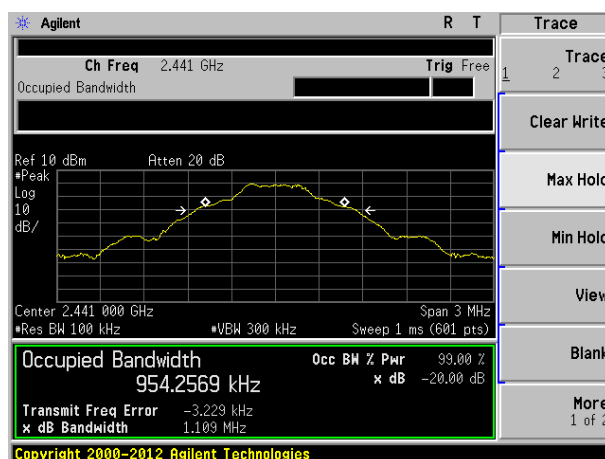 Agilent R T Trace
Ch Freq 2.441 GHz Trig Free
Occupied Bandwidth
Trace
1 2 3
Clear Write
Max Hold
Min Hold
View
Blank
More
1 of 2
Ref 10 dBm Atten 20 dB
#Peak
Log
10
dB/
Center 2.441 000 GHz Span 3 MHz
#Res BW 100 kHz #VBW 300 kHz Sweep 1 ms (601 pts)
Occupied Bandwidth Occ BW % Pwr 99.00 %
954.2569 kHz x dB -20.00 dB
Transmit Freq Error -3.229 kHz
x dB Bandwidth 1.109 MHz
Copyright 2000-2012 Agilent Technologies